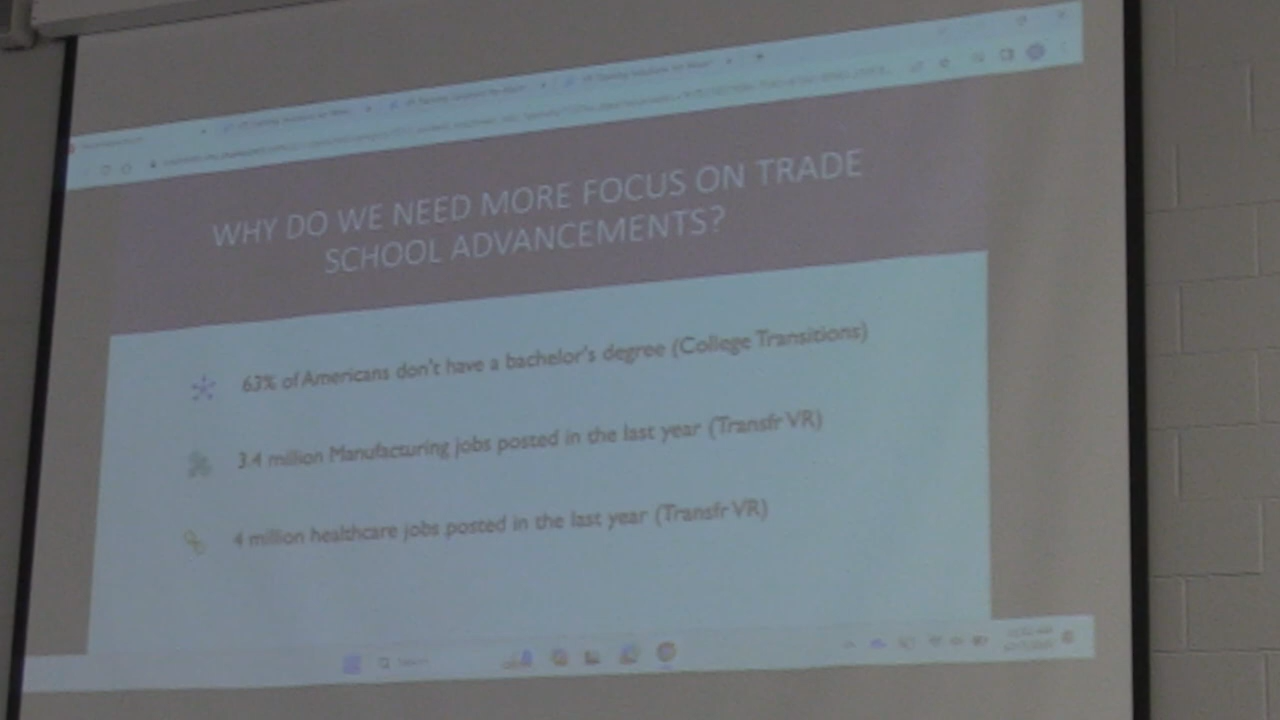 WHY DO WE NEED MORE FOCUS ON TRADE
SCHOOL ADVANCEMENTS?
63% of Americans don't have a bachelor's degree (College Transitions)
3.4 million Manufacturing jobs posted in the last year (Transfr VR)
4 million healthcare jobs posted in the last year (Transfr VR)
Search